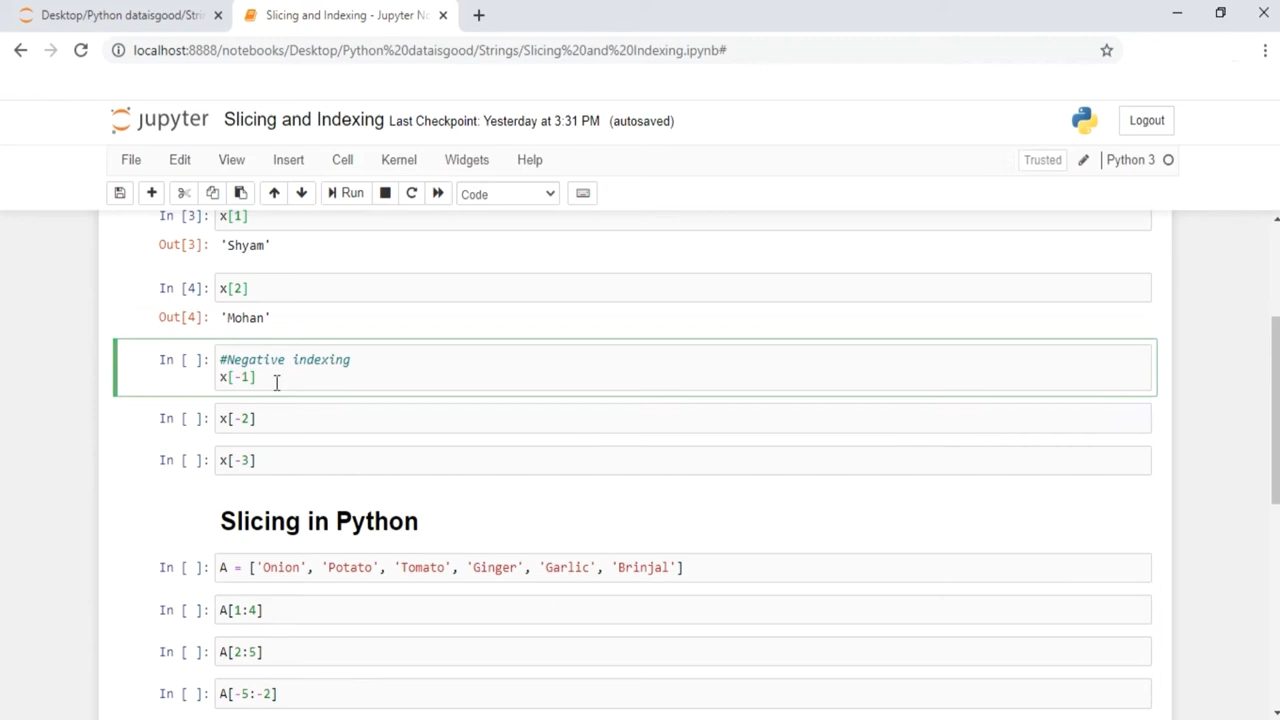 Desktop/Python dataisgood/Stri
Slicing and Indexing - Jupyter No
localhost:8888/notebooks/Desktop/Python%20dataisgood/Strings/Slicing%20and%20Indexing.ipynb#
jupyter Slicing and Indexing Last Checkpoint: Yesterday at 3:31 PM (autosaved) Logout
File Edit View Insert Cell Kernel Widgets Help Trusted Python 3
Run Code
In [3]: x[1]
Out[3]: 'Shyam'
In [4]: x[2]
Out[4]: 'Mohan'
In [ ]: #Negative indexing
x[-1]
In [ ]: x[-2]
In [ ]: x[-3]
Slicing in Python
In [ ]: A = ['Onion', 'Potato', 'Tomato', 'Ginger', 'Garlic', 'Brinjal']
In [ ]: A[1:4]
In [ ]: A[2:5]
In [ ]: A[-5:-2]